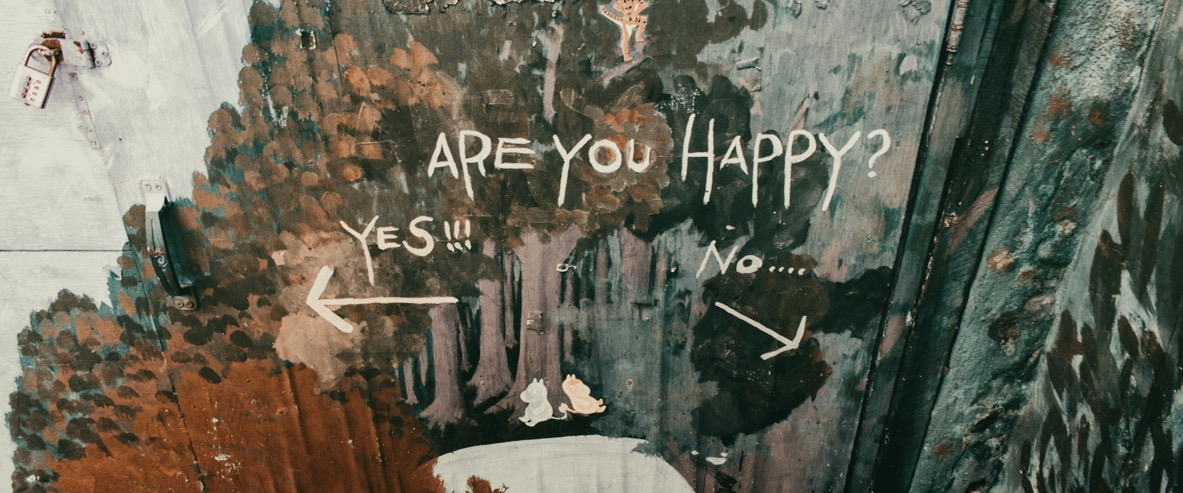 ARE YOU HAPPY?
YES!!!
No.....